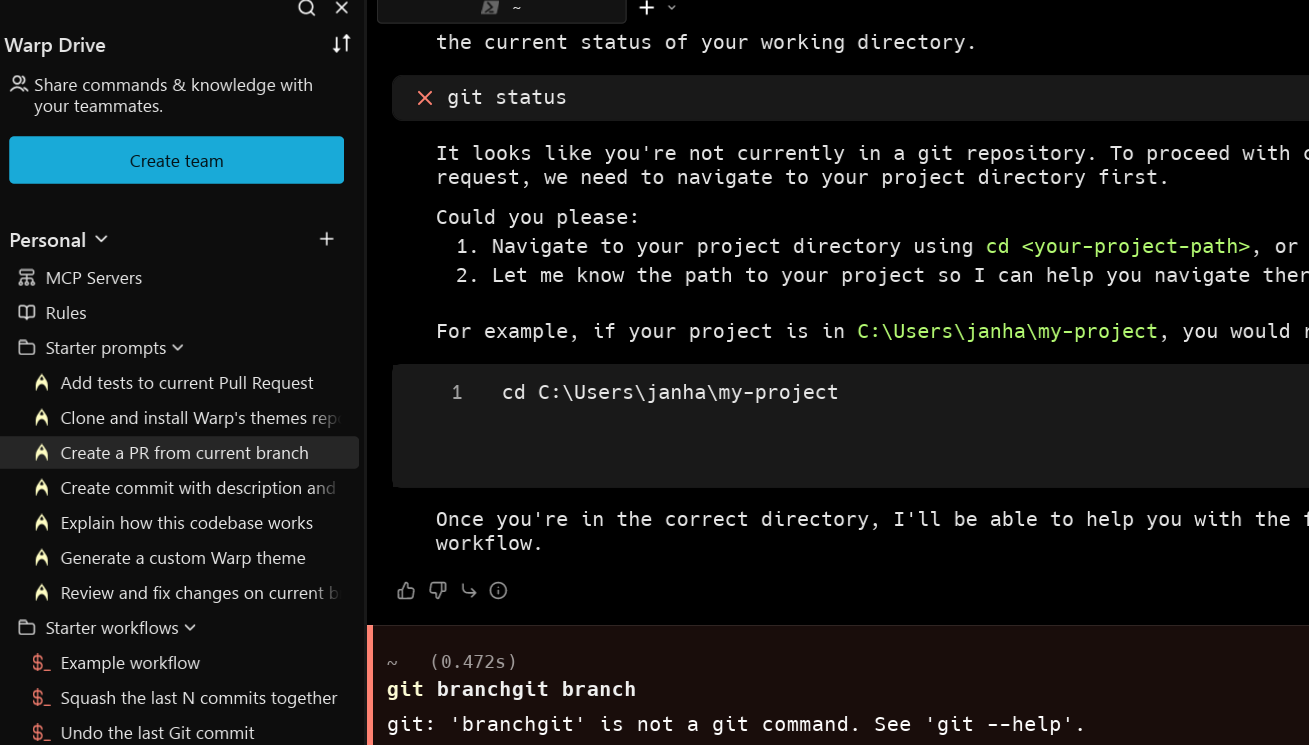 ~
Warp Drive
Share commands & knowledge with
your teammates.
Create team
Personal
MCP Servers
Rules
Starter prompts
Add tests to current Pull Request
Clone and install Warp's themes rep
Create a PR from current branch
Create commit with description and
Explain how this codebase works
Generate a custom Warp theme
Review and fix changes on current b
Starter workflows
$_ Example workflow
$_ Squash the last N commits together
$_ Undo the last Git commit
the current status of your working directory.
git status
It looks like you're not currently in a git repository. To proceed with
request, we need to navigate to your project directory first.
Could you please:
1. Navigate to your project directory using cd <your-project-path>, or
2. Let me know the path to your project so I can help you navigate ther
For example, if your project is in C:\Users\janha\my-project, you would
1 cd C:\Users\janha\my-project
Once you're in the correct directory, I'll be able to help you with the
workflow.
~ (0.472s)
git branchgit branch
git: 'branchgit' is not a git command. See 'git --help'.